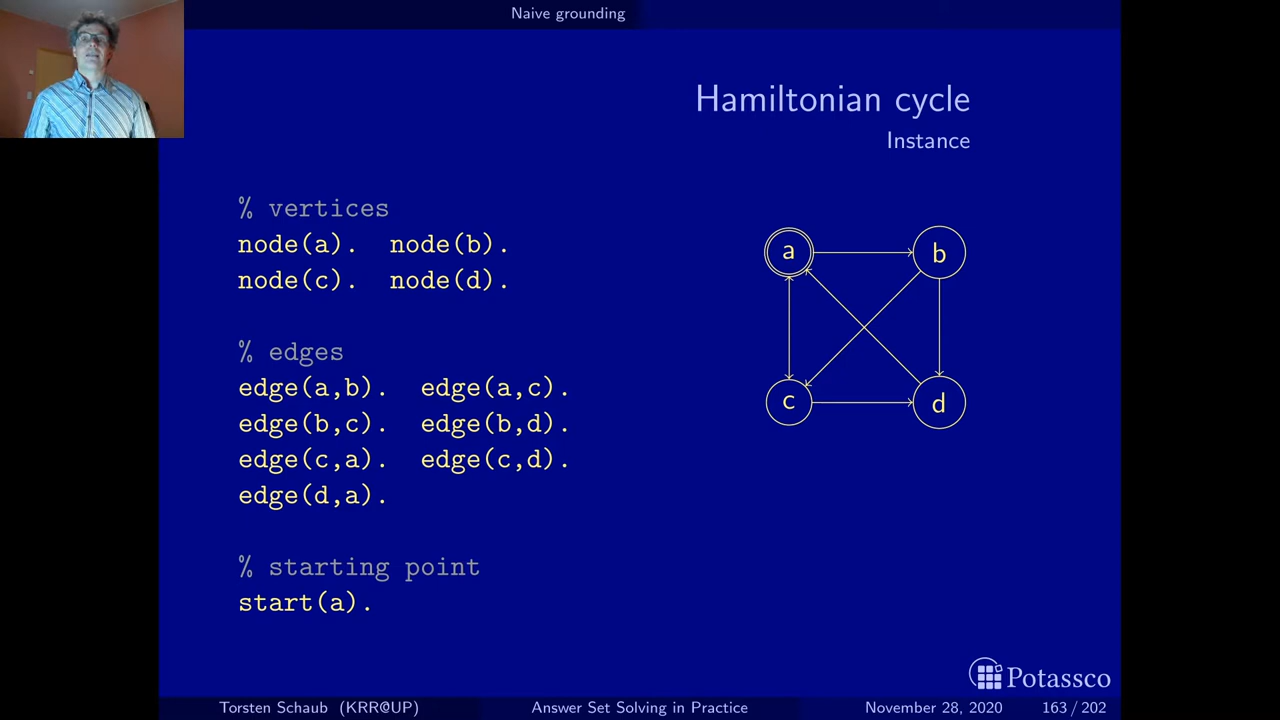 Naive grounding
Hamiltonian cycle
Instance
% vertices
node(a). node(b).
node(c). node(d).
% edges
edge(a,b). edge(a,c).
edge(b,c). edge(b,d).
edge(c,a). edge(c,d).
edge(d,a).
% starting point
start(a).
a b
c d
Potassco
Torsten Schaub (KRR@UP) Answer Set Solving in Practice November 28, 2020 163 / 202